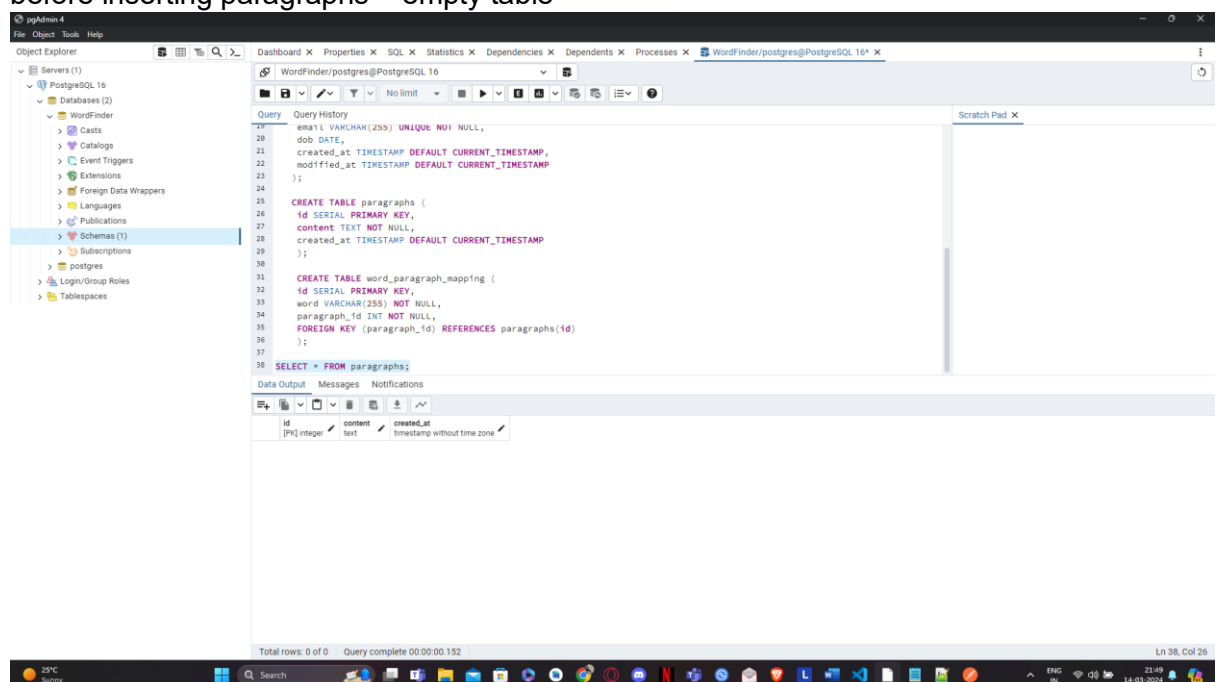 before inserting paragraphs – empty table
pgAdmin 4
File Object Tools Help
Object Explorer
Dashboard X Properties X SQL X Statistics X Dependencies X Dependents X Processes X WordFinder/postgres@PostgreSQL 16* X
Servers (1)
PostgreSQL 16
Databases (2)
WordFinder
Casts
Catalogs
Event Triggers
Extensions
Foreign Data Wrappers
Languages
Publications
Schemas (1)
Subscriptions
postgres
Login/Group Roles
Tablespaces
WordFinder/postgres@PostgreSQL 16
No limit
Query Query History
Scratch Pad X
19 email VARCHAR(255) UNIQUE NOT NULL,
20 dob DATE,
21 created_at TIMESTAMP DEFAULT CURRENT_TIMESTAMP,
22 modified_at TIMESTAMP DEFAULT CURRENT_TIMESTAMP
23 );
24
25 CREATE TABLE paragraphs (
26 id SERIAL PRIMARY KEY,
27 content TEXT NOT NULL,
28 created_at TIMESTAMP DEFAULT CURRENT_TIMESTAMP
29 );
30
31 CREATE TABLE word_paragraph_mapping (
32 id SERIAL PRIMARY KEY,
33 word VARCHAR(255) NOT NULL,
34 paragraph_id INT NOT NULL,
35 FOREIGN KEY (paragraph_id) REFERENCES paragraphs(id)
36 );
37
38 SELECT * FROM paragraphs;
Data Output Messages Notifications
id content created_at
[PK] integer text timestamp without time zone
Total rows: 0 of 0 Query complete 00:00:00.152
Ln 38, Col 26
25°C
Sunny
Search
ENG
IN
21:49
14-03-2024